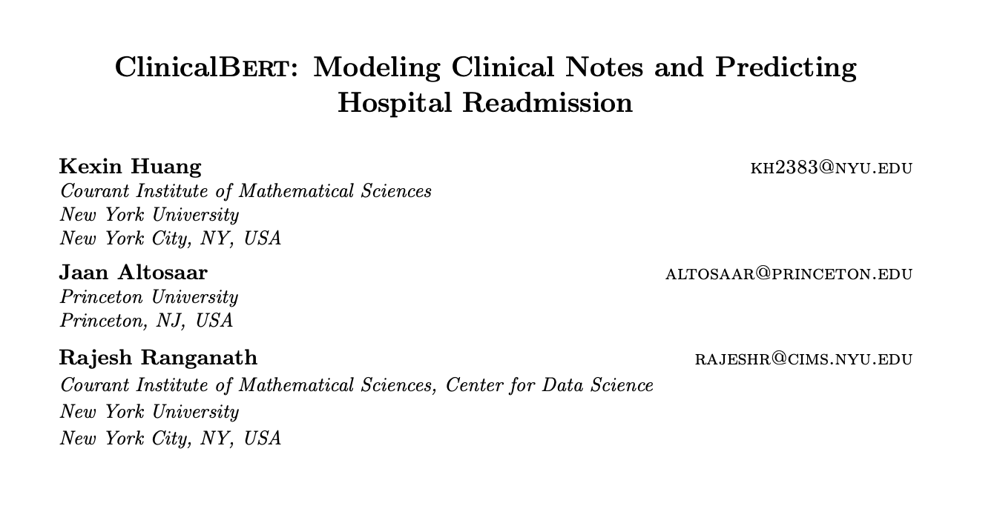 ClinicalBERT: Modeling Clinical Notes and Predicting
Hospital Readmission
Kexin Huang KH2383@NYU.EDU
Courant Institute of Mathematical Sciences
New York University
New York City, NY, USA
Jaan Altosaar ALTOSAAR@PRINCETON.EDU
Princeton University
Princeton, NJ, USA
Rajesh Ranganath RAJESHR@CIMS.NYU.EDU
Courant Institute of Mathematical Sciences, Center for Data Science
New York University
New York City, NY, USA